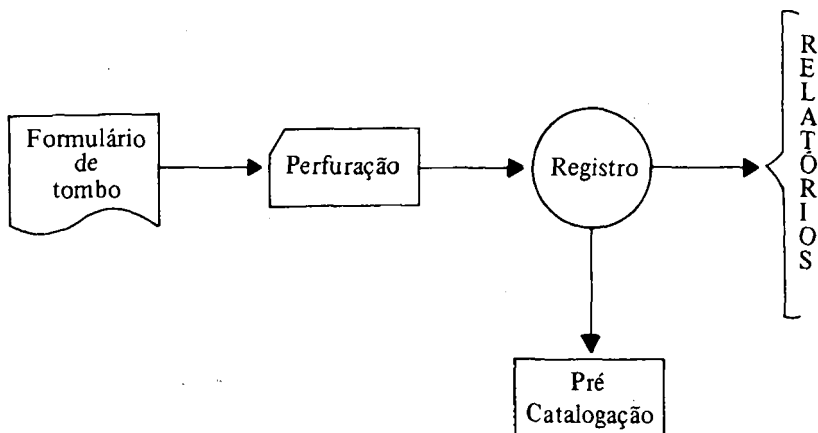 Formulário
de
tombo
Perfuração
Registro
RELATÓRIOS
Pré
Catalogação